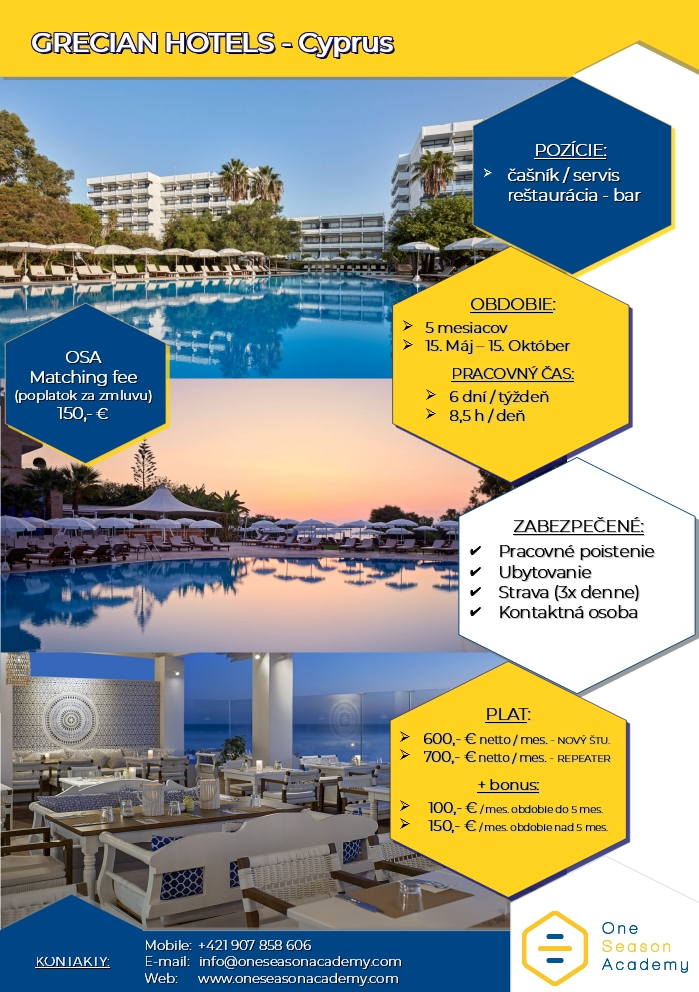 GRECIAN HOTELS - Cyprus
POZÍCIE:
čašník / servis
reštaurácia - bar
OBDOBIE:
5 mesiacov
15. Máj – 15. Október
PRACOVNÝ ČAS:
6 dní / týždeň
8,5 h / deň
OSA
Matching fee
(poplatok za zmluvu)
150,- €
ZABEZPEČENÉ:
Pracovné poistenie
Ubytovanie
Strava (3x denne)
Kontaktná osoba
PLAT:
600,- € netto / mes. - NOVÝ ŠTU.
700,- € netto / mes. - REPEATER
+ bonus:
100,- € / mes. obdobie do 5 mes.
150,- € / mes. obdobie nad 5 mes.
KONTAKTY:
Mobile: +421 907 858 606
E-mail: info@oneseasonacademy.com
Web: www.oneseasonacademy.com
One
Season
Academy